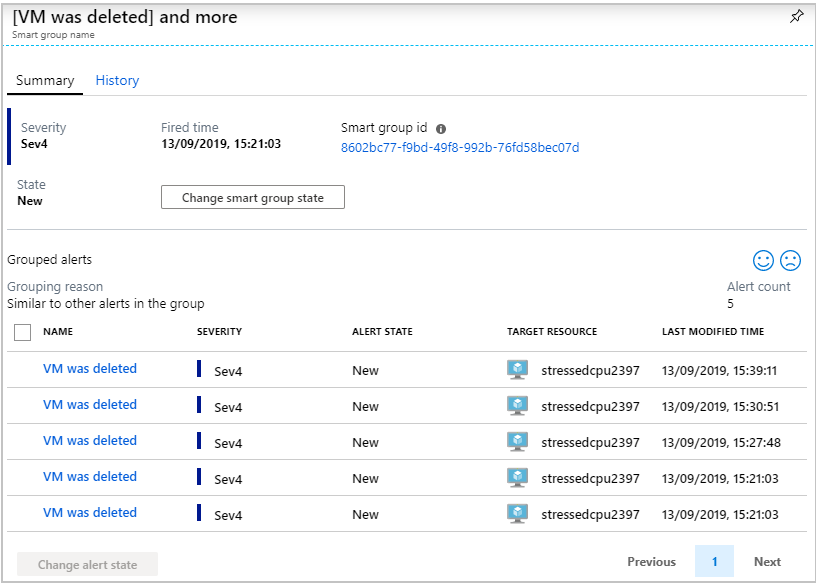 [VM was deleted] and more
Smart group name
Summary History
Severity Fired time Smart group id
Sev4 13/09/2019, 15:21:03 8602bc77-f9bd-49f8-992b-76fd58bec07d
State
New Change smart group state
Grouped alerts
Grouping reason Alert count
Similar to other alerts in the group 5
NAME SEVERITY ALERT STATE TARGET RESOURCE LAST MODIFIED TIME
VM was deleted Sev4 New stressedcpu2397 13/09/2019, 15:39:11
VM was deleted Sev4 New stressedcpu2397 13/09/2019, 15:30:51
VM was deleted Sev4 New stressedcpu2397 13/09/2019, 15:27:48
VM was deleted Sev4 New stressedcpu2397 13/09/2019, 15:21:03
VM was deleted Sev4 New stressedcpu2397 13/09/2019, 15:21:03
Change alert state Previous 1 Next